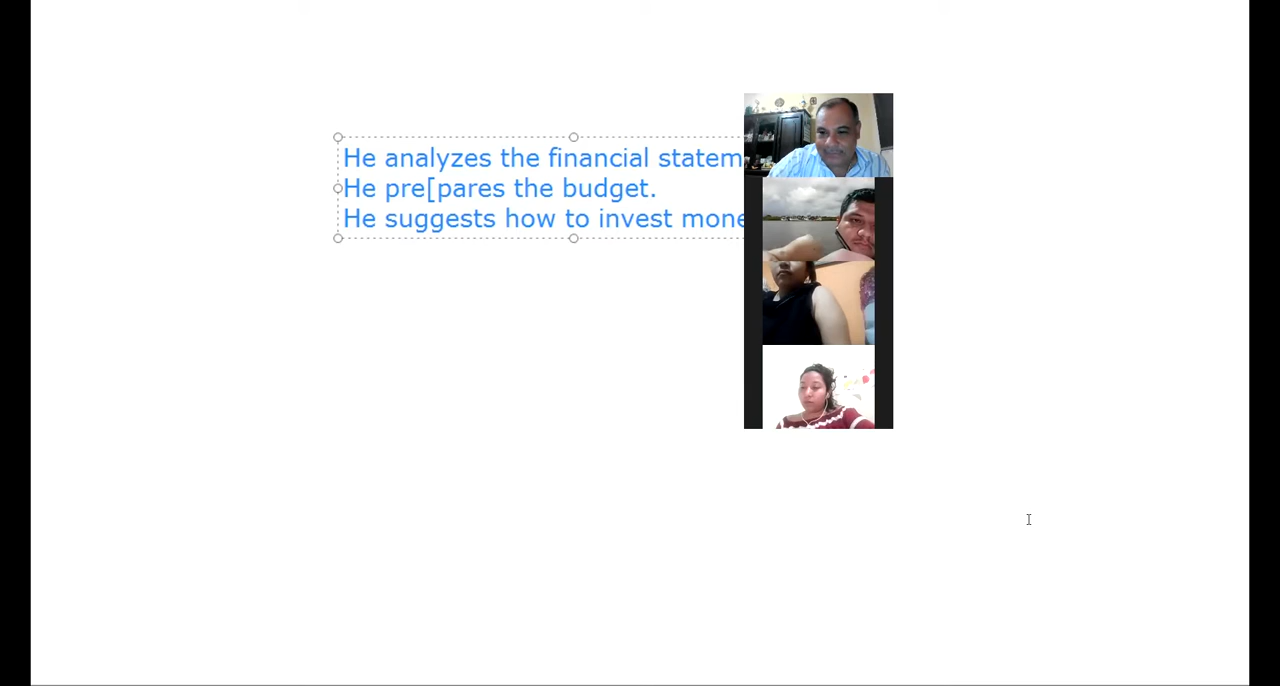 He analyzes the financial statem
He pre[pares the budget.
He suggests how to invest mone